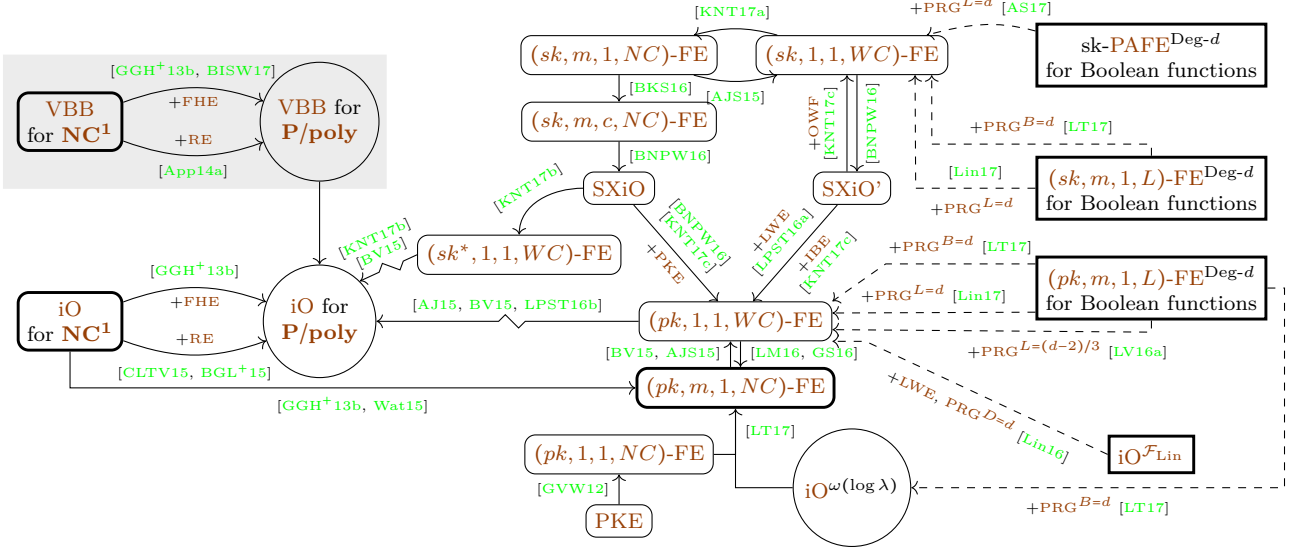 [KNT17a]
+PRG^{L=d} [AS17]
(sk, m, 1, NC)-FE
(sk, 1, 1, WC)-FE
sk-PAFE^{Deg-d}
for Boolean functions
[GGH^+13b, BISW17]
+FHE
VBB
for NC^1
VBB for
P/poly
+RE
[App14a]
[BKS16]
[AJS15]
(sk, m, c, NC)-FE
+OWF
[KNT17c]
[BNPW16]
+PRG^{B=d} [LT17]
[BNPW16]
[Lin17]
(sk, m, 1, L)-FE^{Deg-d}
for Boolean functions
+PRG^{L=d}
SXiO
SXiO'
[KNT17b]
[BNPW16]
[KNT17c]
+PKE
+LWE
[LPST16a]
+IBE
[KNT17c]
[KNT17b]
[BV15]
(sk*, 1, 1, WC)-FE
+PRG^{B=d} [LT17]
(pk, m, 1, L)-FE^{Deg-d}
for Boolean functions
[GGH^+13b]
+FHE
iO
for NC^1
iO for
P/poly
+RE
[CLTV15, BGL^+15]
[AJ15, BV15, LPST16b]
+PRG^{L=d} [Lin17]
(pk, 1, 1, WC)-FE
+PRG^{L=(d-2)/3} [LV16a]
[BV15, AJS15]
[LM16, GS16]
(pk, m, 1, NC)-FE
[GGH^+13b, Wat15]
+LWE, PRG^{D=d} [Lin16]
[LT17]
(pk, 1, 1, NC)-FE
iO^{F_Lin}
[GVW12]
iO^{ω(log λ)}
PKE
+PRG^{B=d} [LT17]